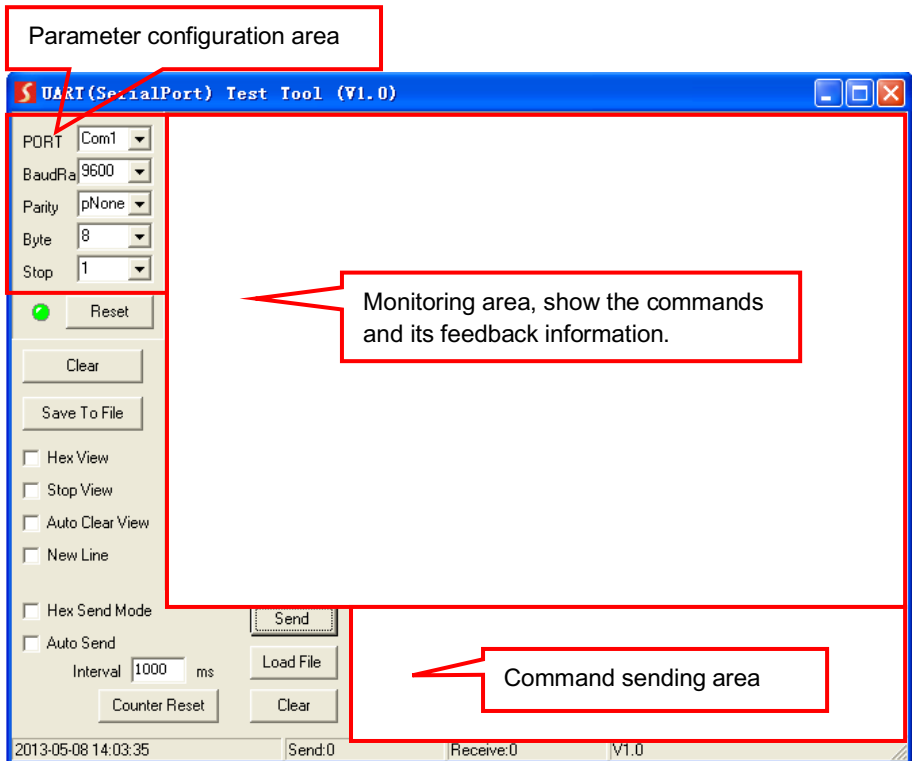 Parameter configuration area
UART(SerialPort) Test Tool (V1.0)
PORT Com1
BaudRa 9600
Parity pNone
Byte 8
Stop 1
Reset
Monitoring area, show the commands
and its feedback information.
Clear
Save To File
Hex View
Stop View
Auto Clear View
New Line
Hex Send Mode
Send
Auto Send
Interval 1000 ms
Load File
Command sending area
Counter Reset
Clear
2013-05-08 14:03:35 Send:0 Receive:0 V1.0